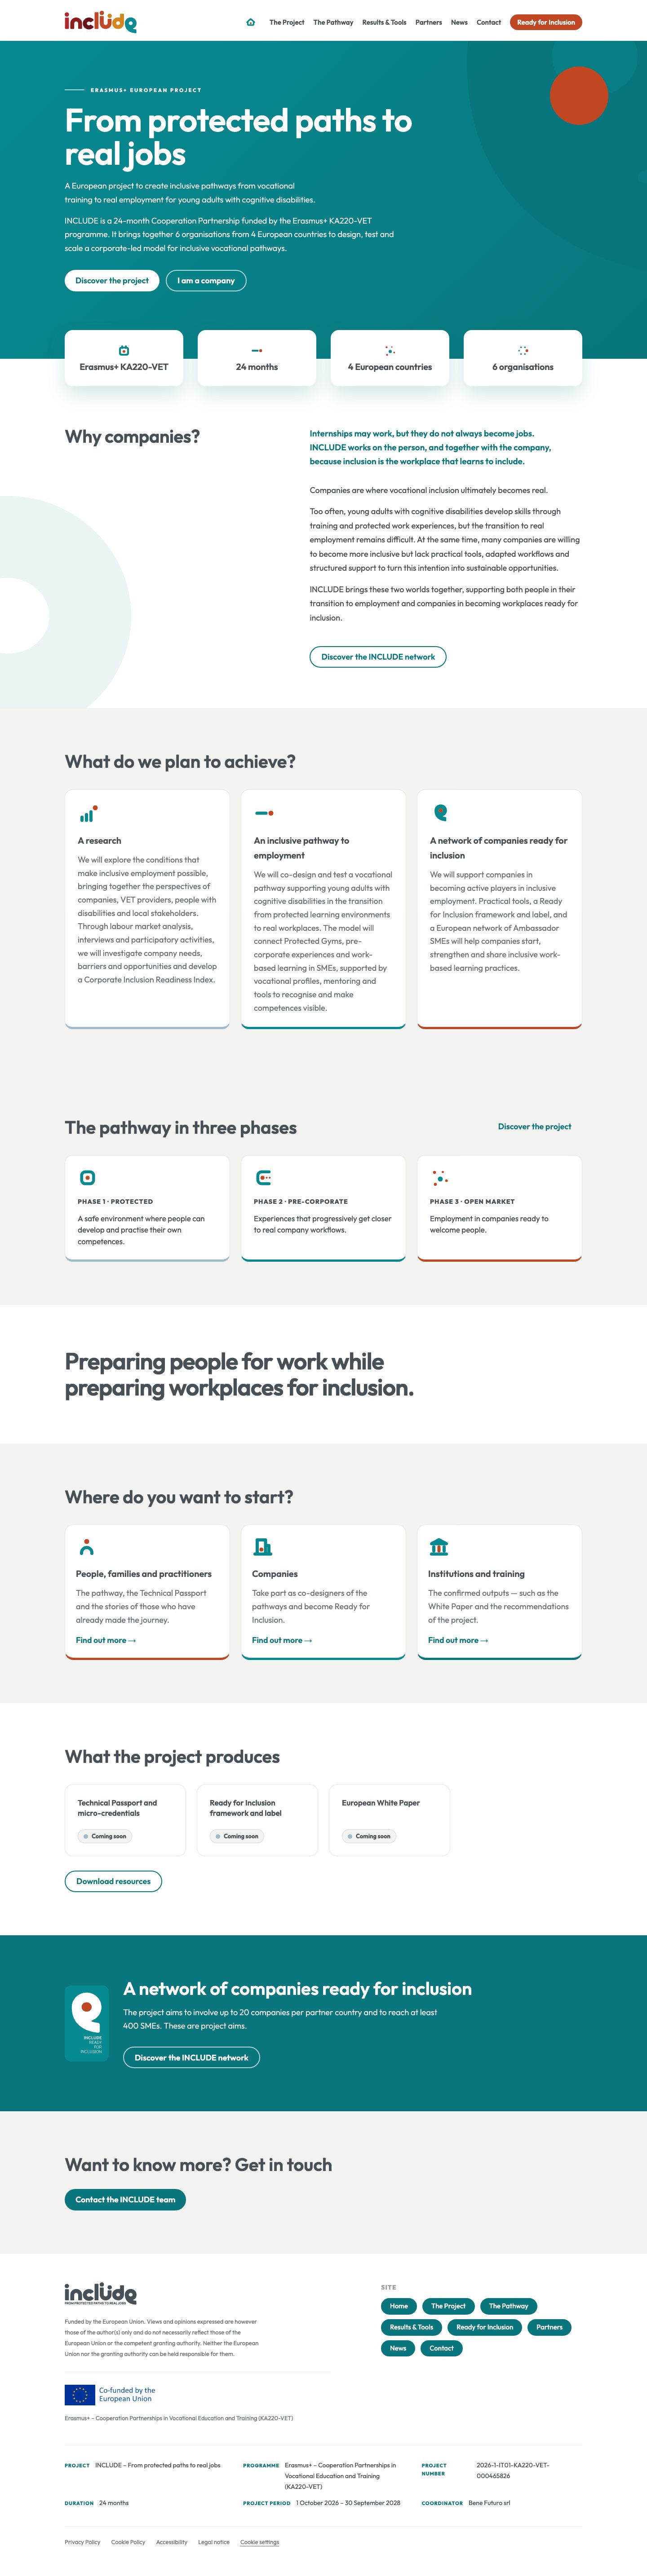 include
The Project
The Pathway
Results & Tools
Partners
News
Contact
Ready for Inclusion
ERASMUS+ EUROPEAN PROJECT
From protected paths to
real jobs
A European project to create inclusive pathways from vocational
training to real employment for young adults with cognitive disabilities.
INCLUDE is a 24-month Cooperation Partnership funded by the Erasmus+ KA220-VET
programme. It brings together 6 organisations from 4 European countries to design, test and
scale a corporate-led model for inclusive vocational pathways.
Discover the project
I am a company
Erasmus+ KA220-VET
24 months
4 European countries
6 organisations
Why companies?
Internships may work, but they do not always become jobs.
INCLUDE works on the person, and together with the company,
because inclusion is the workplace that learns to include.
Companies are where vocational inclusion ultimately becomes real.
Too often, young adults with cognitive disabilities develop skills through
training and protected work experiences, but the transition to real
employment remains difficult. At the same time, many companies are willing
to become more inclusive but lack practical tools, adapted workflows and
structured support to turn this intention into sustainable opportunities.
INCLUDE brings these two worlds together, supporting both people in their
transition to employment and companies in becoming workplaces ready for
inclusion.
Discover the INCLUDE network
What do we plan to achieve?
A research
We will explore the conditions that
make inclusive employment possible,
bringing together the perspectives of
companies, VET providers, people with
disabilities and local stakeholders.
Through labour market analysis,
interviews and participatory activities,
we will investigate company needs,
barriers and opportunities and develop
a Corporate Inclusion Readiness Index.
An inclusive pathway to
employment
We will co-design and test a vocational
pathway supporting young adults with
cognitive disabilities in the transition
from protected learning environments
to real workplaces. The model will
connect Protected Gyms, pre-
corporate experiences and work-
based learning in SMEs, supported by
vocational profiles, mentoring and
tools to recognise and make
competences visible.
A network of companies ready for
inclusion
We will support companies in
becoming active players in inclusive
employment. Practical tools, a Ready
for Inclusion framework and label, and
a European network of Ambassador
SMEs will help companies start,
strengthen and share inclusive work-
based learning practices.
The pathway in three phases
Discover the project
PHASE 1 · PROTECTED
A safe environment where people can
develop and practise their own
competences.
PHASE 2 · PRE-CORPORATE
Experiences that progressively get closer
to real company workflows.
PHASE 3 · OPEN MARKET
Employment in companies ready to
welcome people.
Preparing people for work while
preparing workplaces for inclusion.
Where do you want to start?
People, families and practitioners
The pathway, the Technical Passport
and the stories of those who have
already made the journey.
Find out more →
Companies
Take part as co-designers of the
pathways and become Ready for
Inclusion.
Find out more →
Institutions and training
The confirmed outputs — such as the
White Paper and the recommendations
of the project.
Find out more →
What the project produces
Technical Passport and
micro-credentials
Coming soon
Ready for Inclusion
framework and label
Coming soon
European White Paper
Coming soon
Download resources
INCLUDE
READY
FOR
INCLUSION
A network of companies ready for inclusion
The project aims to involve up to 20 companies per partner country and to reach at least
400 SMEs. These are project aims.
Discover the INCLUDE network
Want to know more? Get in touch
Contact the INCLUDE team
include
FROM PROTECTED PATHS TO REAL JOBS
Funded by the European Union. Views and opinions expressed are however
those of the author(s) only and do not necessarily reflect those of the
European Union or the competent granting authority. Neither the European
Union nor the granting authority can be held responsible for them.
Co-funded by the
European Union
Erasmus+ – Cooperation Partnerships in Vocational Education and Training (KA220-VET)
SITE
Home
The Project
The Pathway
Results & Tools
Ready for Inclusion
Partners
News
Contact
PROJECT INCLUDE – From protected paths to real jobs
PROGRAMME Erasmus+ – Cooperation Partnerships in
Vocational Education and Training
(KA220-VET)
PROJECT
NUMBER
2026-1-IT01-KA220-VET-
000465826
DURATION 24 months
PROJECT PERIOD 1 October 2026 – 30 September 2028
COORDINATOR Bene Futuro srl
Privacy Policy
Cookie Policy
Accessibility
Legal notice
Cookie settings